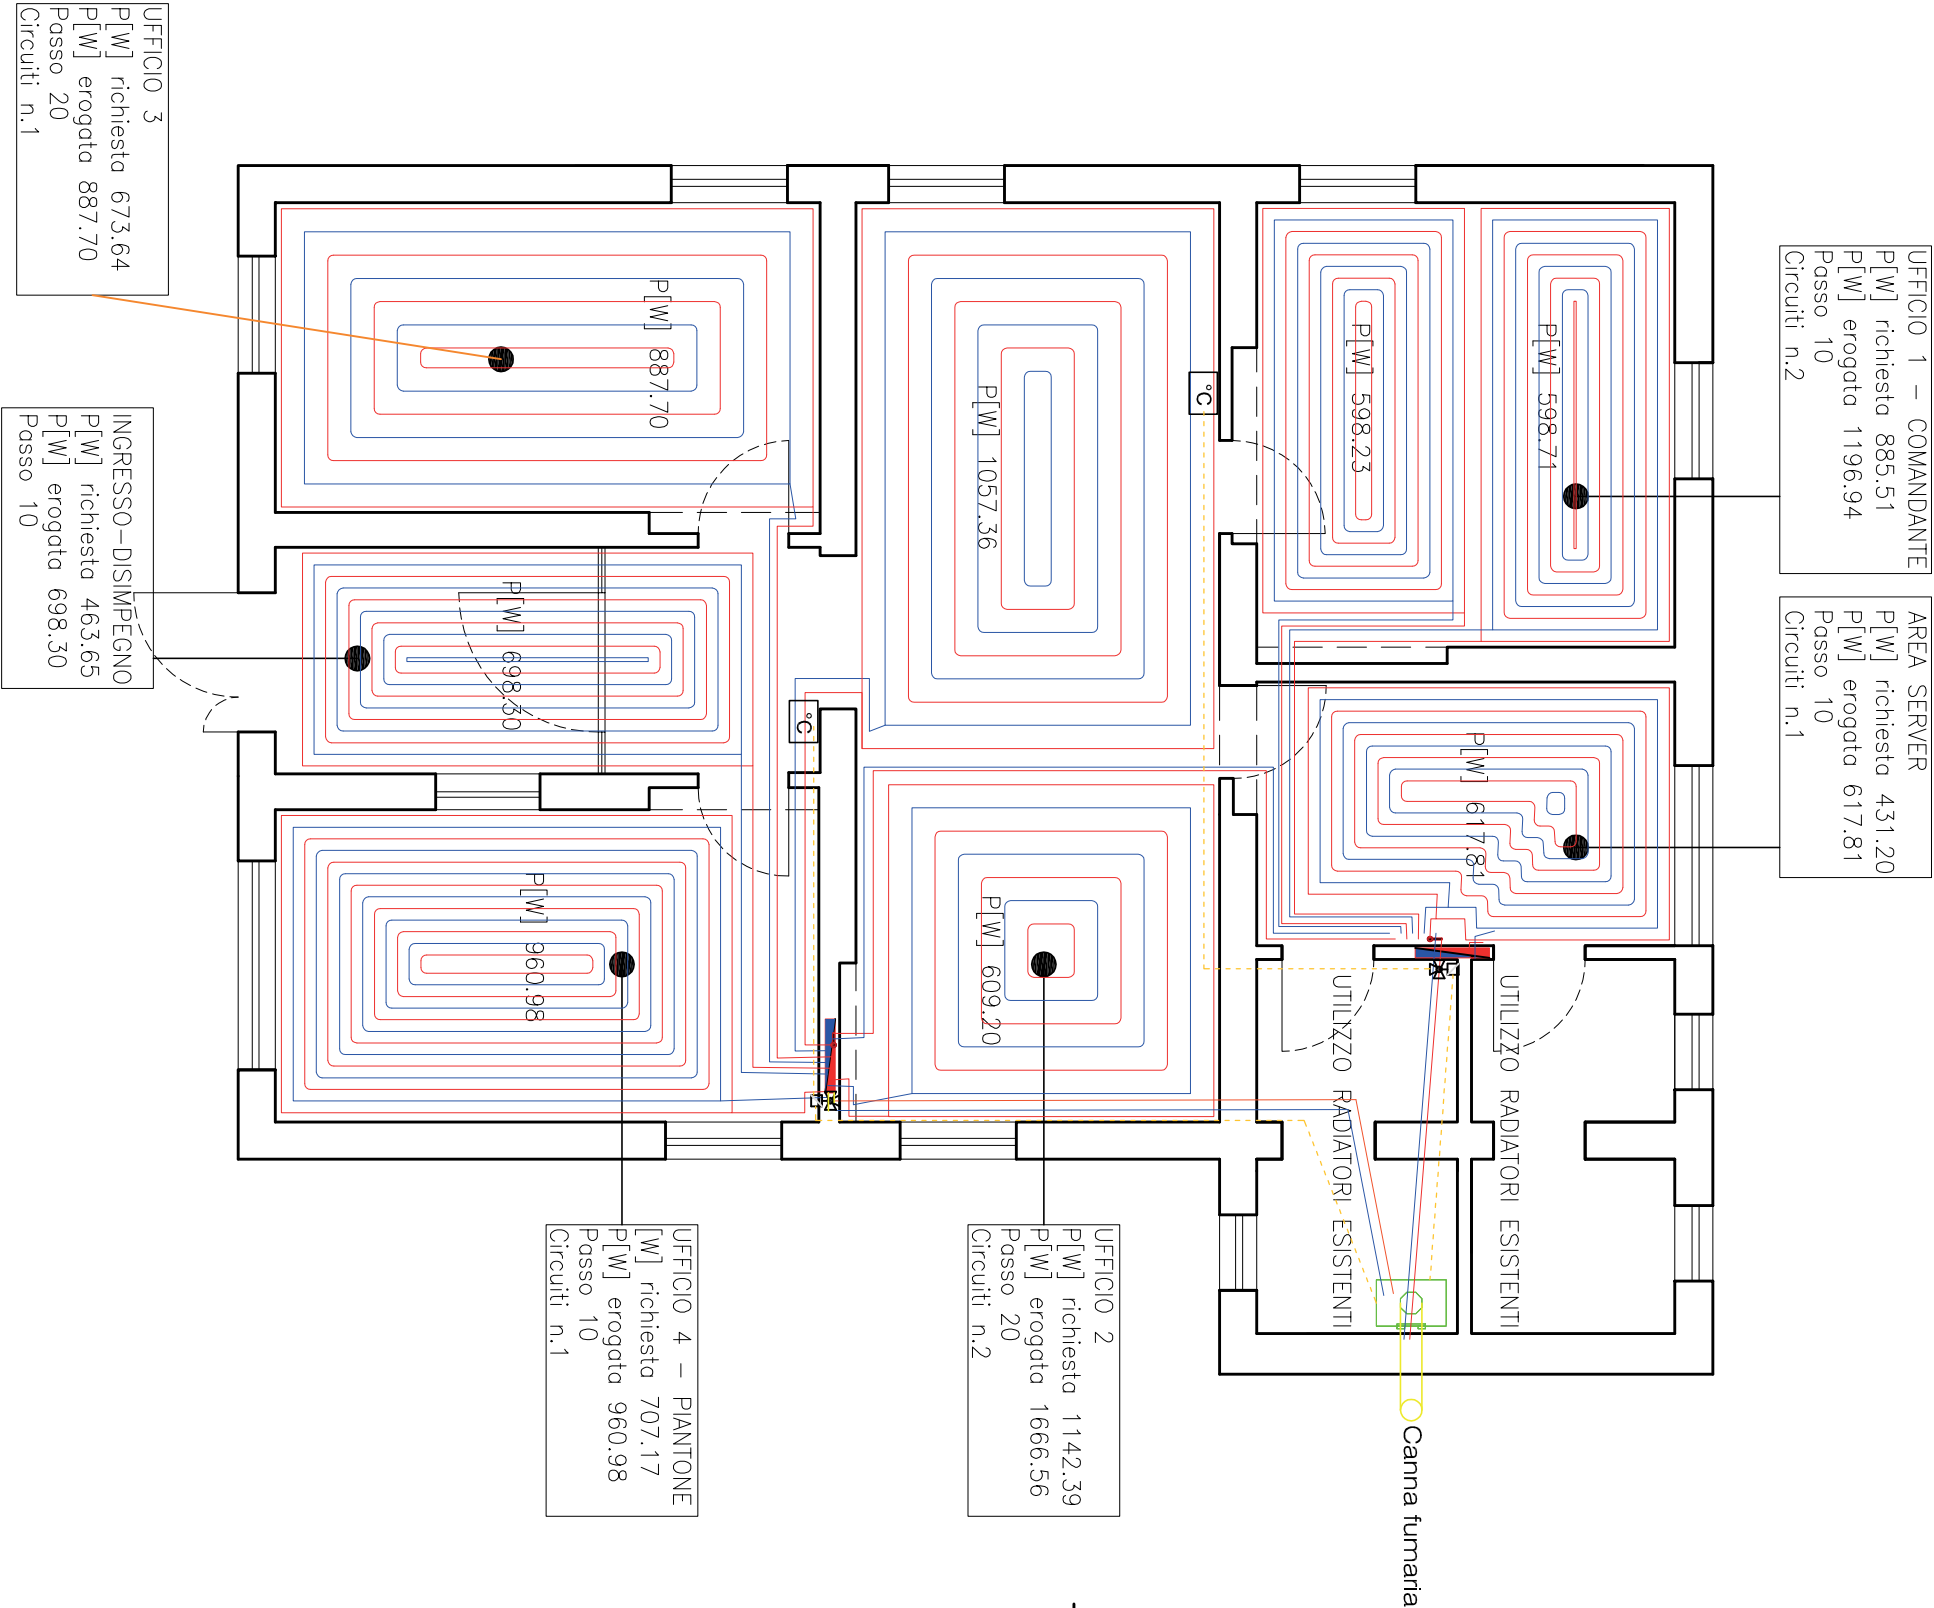 UFFICIO 1 - COMANDANTE
P[W] richiesta 885.51
P[W] erogata 1196.94
Passo 10
Circuiti n.2
AREA SERVER
P[W] richiesta 431.20
P[W] erogata 617.81
Passo 10
Circuiti n.1
P[W] 598.71
P[W] 598.23
P[W] 617.81
UTILIZZO RADIATORI ESISTENTI
UTILIZZO RADIATORI ESISTENTI
Canna fumaria
°C
P[W] 1057.36
P[W] 609.20
UFFICIO 2
P[W] richiesta 1142.39
P[W] erogata 1666.56
Passo 20
Circuiti n.2
°C
P[W] 887.70
P[W] 698.30
P[W] 960.98
UFFICIO 4 - PIANTONE
[W] richiesta 707.17
P[W] erogata 960.98
Passo 10
Circuiti n.1
UFFICIO 3
P[W] richiesta 673.64
P[W] erogata 887.70
Passo 20
Circuiti n.1
INGRESSO-DISIMPEGNO
P[W] richiesta 463.65
P[W] erogata 698.30
Passo 10